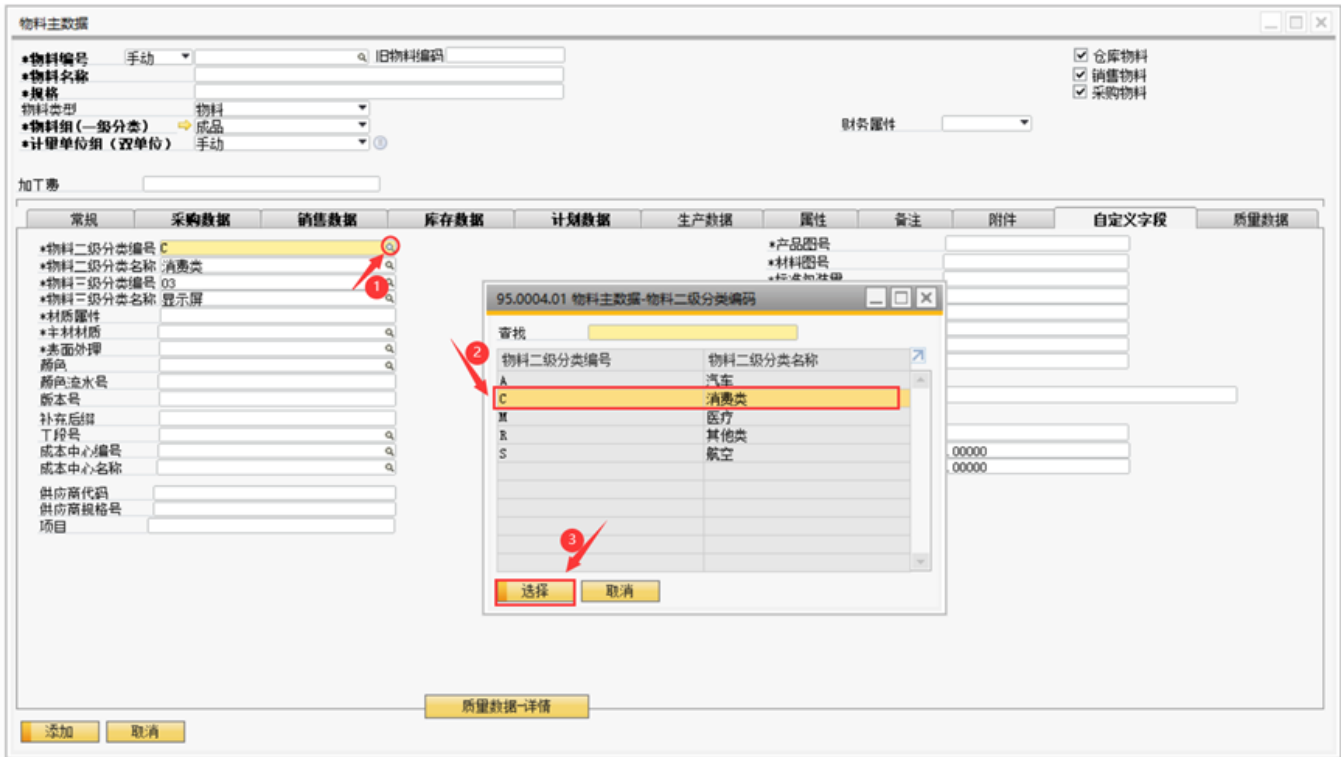 物料主数据
*物料编号 手动 旧物料编码
*物料名称
*规格
物料类型 物料
*物料组(一级分类) 成品
*计量单位组（双单位） 手动
仓库物料
销售物料
采购物料
财务属性
加工费
常规 采购数据 销售数据 库存数据 计划数据 生产数据 属性 备注 附件 自定义字段 质量数据
*物料二级分类编号 C
*物料二级分类名称 消费类
*物料三级分类编号 03
*物料三级分类名称 显示屏
*材质属性
*主材材质
*表面处理
颜色
颜色流水号
版本号
补充后缀
工段号
成本中心编号
成本中心名称
供应商代码
供应商规格号
项目
*产品图号
*材料图号
*标准包装量
.00000
.00000
1
95.0004.01 物料主数据-物料二级分类编码
查找
物料二级分类编号 物料二级分类名称
A 汽车
C 消费类
M 医疗
R 其他类
S 航空
2
3
选择 取消
质量数据-详情
添加 取消